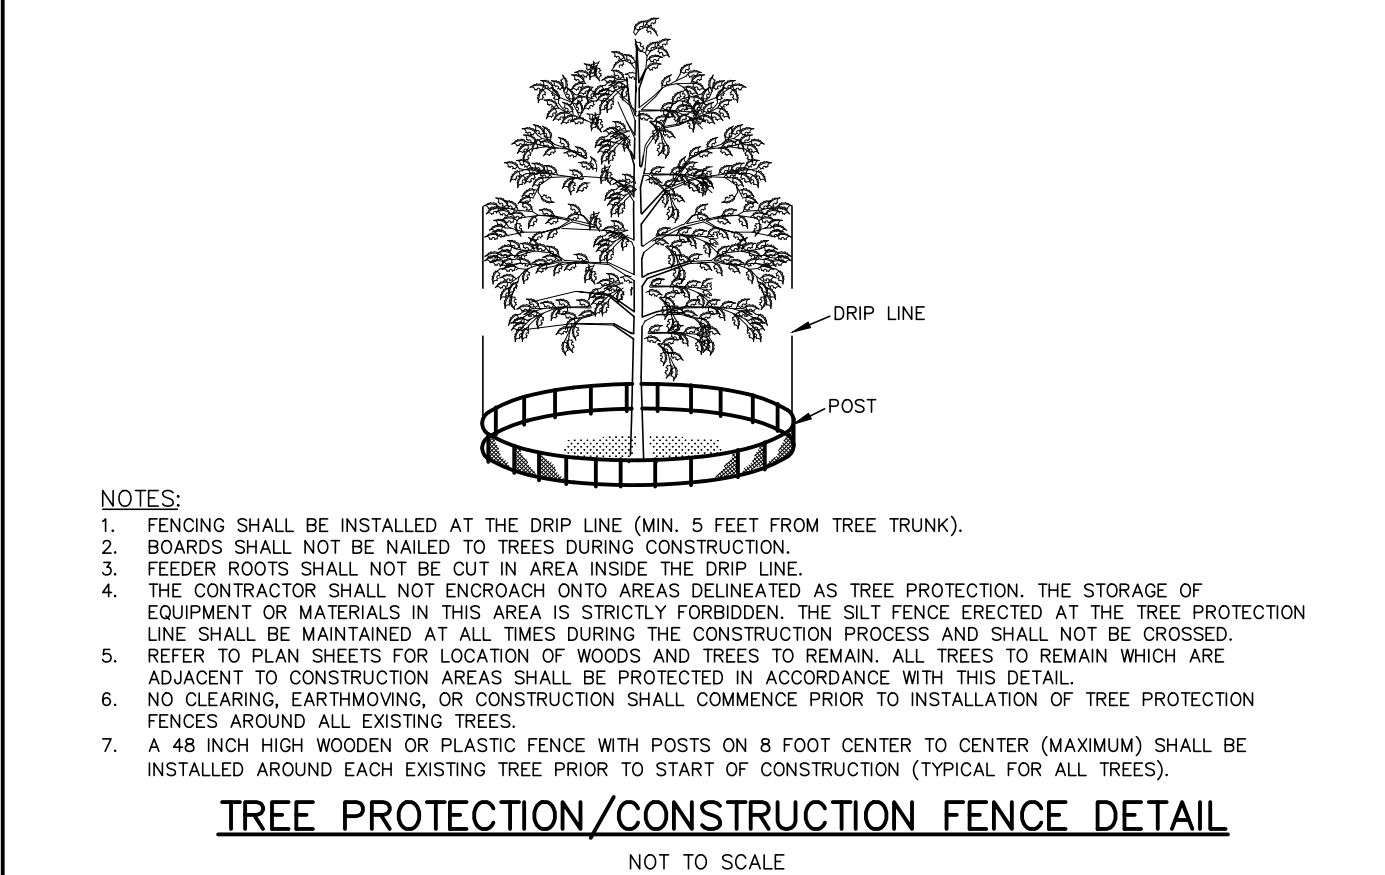 DRIP LINE
POST
NOTES:
1. FENCING SHALL BE INSTALLED AT THE DRIP LINE (MIN. 5 FEET FROM TREE TRUNK).
2. BOARDS SHALL NOT BE NAILED TO TREES DURING CONSTRUCTION.
3. FEEDER ROOTS SHALL NOT BE CUT IN AREA INSIDE THE DRIP LINE.
4. THE CONTRACTOR SHALL NOT ENCROACH ONTO AREAS DELINEATED AS TREE PROTECTION. THE STORAGE OF
EQUIPMENT OR MATERIALS IN THIS AREA IS STRICTLY FORBIDDEN. THE SILT FENCE ERECTED AT THE TREE PROTECTION
LINE SHALL BE MAINTAINED AT ALL TIMES DURING THE CONSTRUCTION PROCESS AND SHALL NOT BE CROSSED.
5. REFER TO PLAN SHEETS FOR LOCATION OF WOODS AND TREES TO REMAIN. ALL TREES TO REMAIN WHICH ARE
ADJACENT TO CONSTRUCTION AREAS SHALL BE PROTECTED IN ACCORDANCE WITH THIS DETAIL.
6. NO CLEARING, EARTHMOVING, OR CONSTRUCTION SHALL COMMENCE PRIOR TO INSTALLATION OF TREE PROTECTION
FENCES AROUND ALL EXISTING TREES.
7. A 48 INCH HIGH WOODEN OR PLASTIC FENCE WITH POSTS ON 8 FOOT CENTER TO CENTER (MAXIMUM) SHALL BE
INSTALLED AROUND EACH EXISTING TREE PRIOR TO START OF CONSTRUCTION (TYPICAL FOR ALL TREES).
TREE PROTECTION/CONSTRUCTION FENCE DETAIL
NOT TO SCALE